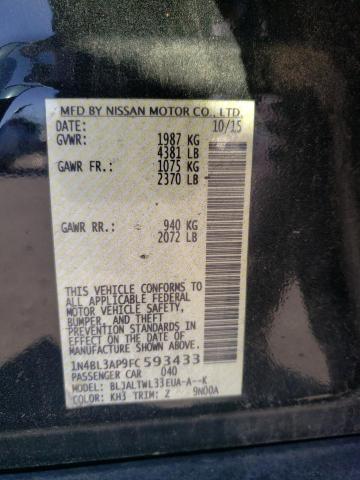 MFD BY NISSAN MOTOR CO., LTD.
DATE: 10/15
GVWR: 1987 KG
4381 LB
GAWR FR.: 1075 KG
2370 LB
GAWR RR.: 940 KG
2072 LB
THIS VEHICLE CONFORMS TO
ALL APPLICABLE FEDERAL
MOTOR VEHICLE SAFETY,
BUMPER, AND THEFT
PREVENTION STANDARDS IN
EFFECT ON THE DATE OF
MANUFACTURE SHOWN ABOVE.
1N4BL3AP9FC593433
PASSENGER CAR 040
MODEL: BLJALTWL33EUA-A--K
COLOR: KH3 TRIM: Z 9N00A